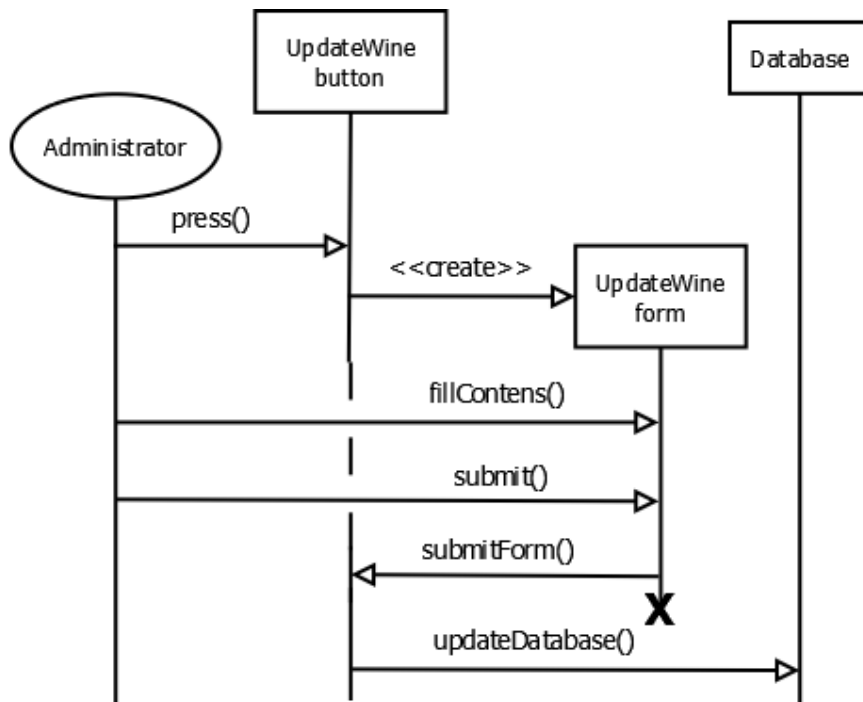 UpdateWine
button
Database
Administrator
press()
<<create>>
UpdateWine
form
fillContens()
submit()
submitForm()
updateDatabase()
X